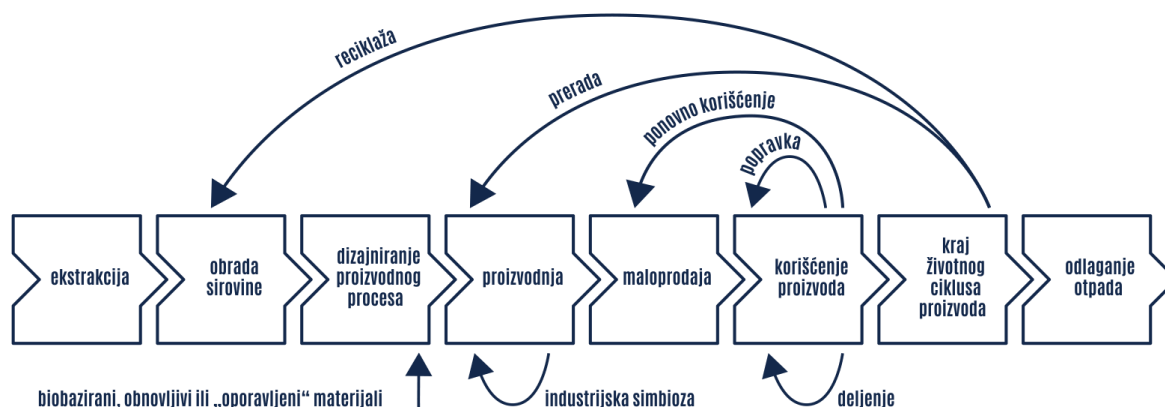 reciklaža
prerada
ponovno korišćenje
popravka
ekstrakcija
obrada
sirovine
dizajniranje
proizvodnog
procesa
proizvodnja
maloprodaja
korišćenje
proizvoda
kraj
životnog
ciklusa
proizvoda
odlaganje
otpada
biobazirani, obnovljivi ili „oporavljeni“ materijali
industrijska simbioza
deljenje